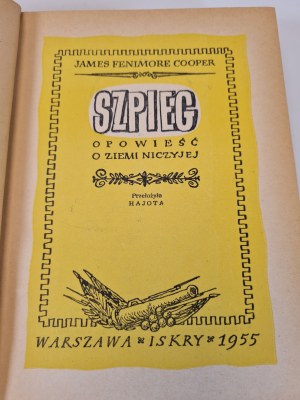 JAMES FENIMORE COOPER
SZPIEG
OPOWIEŚĆ
O ZIEMI NICZYJEJ
Przełożyła
HAJOTA
WARSZAWA * ISKRY * 1955